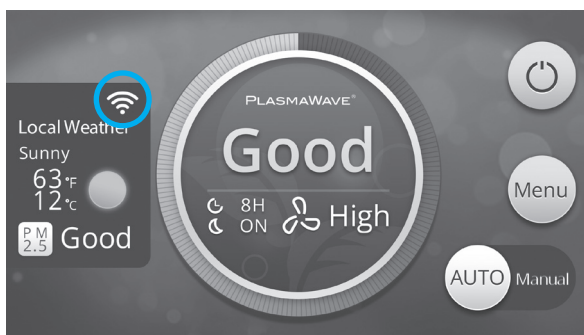 Local Weather
Sunny
63°F
12°c
PM 2.5 Good
PLASMAWAVE®
Good
8H
ON
High
Menu
AUTO Manual